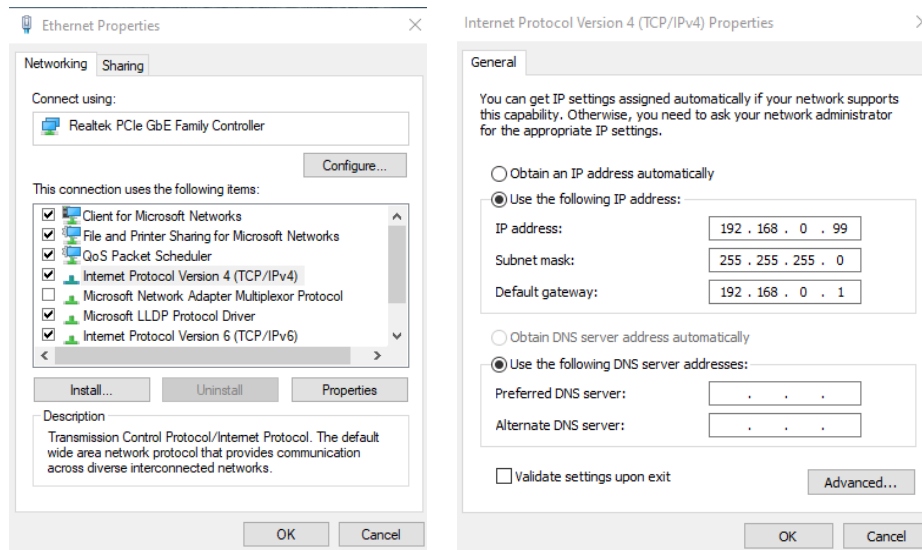 Ethernet Properties
Networking
Sharing
Connect using:
Realtek PCIe GbE Family Controller
Configure...
This connection uses the following items:
Client for Microsoft Networks
File and Printer Sharing for Microsoft Networks
QoS Packet Scheduler
Internet Protocol Version 4 (TCP/IPv4)
Microsoft Network Adapter Multiplexor Protocol
Microsoft LLDP Protocol Driver
Internet Protocol Version 6 (TCP/IPv6)
Install...
Uninstall
Properties
Description
Transmission Control Protocol/Internet Protocol. The default
wide area network protocol that provides communication
across diverse interconnected networks.
OK
Cancel
Internet Protocol Version 4 (TCP/IPv4) Properties
General
You can get IP settings assigned automatically if your network supports
this capability. Otherwise, you need to ask your network administrator
for the appropriate IP settings.
Obtain an IP address automatically
Use the following IP address:
IP address: 192 . 168 . 0 . 99
Subnet mask: 255 . 255 . 255 . 0
Default gateway: 192 . 168 . 0 . 1
Obtain DNS server address automatically
Use the following DNS server addresses:
Preferred DNS server: . . .
Alternate DNS server: . . .
Validate settings upon exit
Advanced...
OK
Cancel